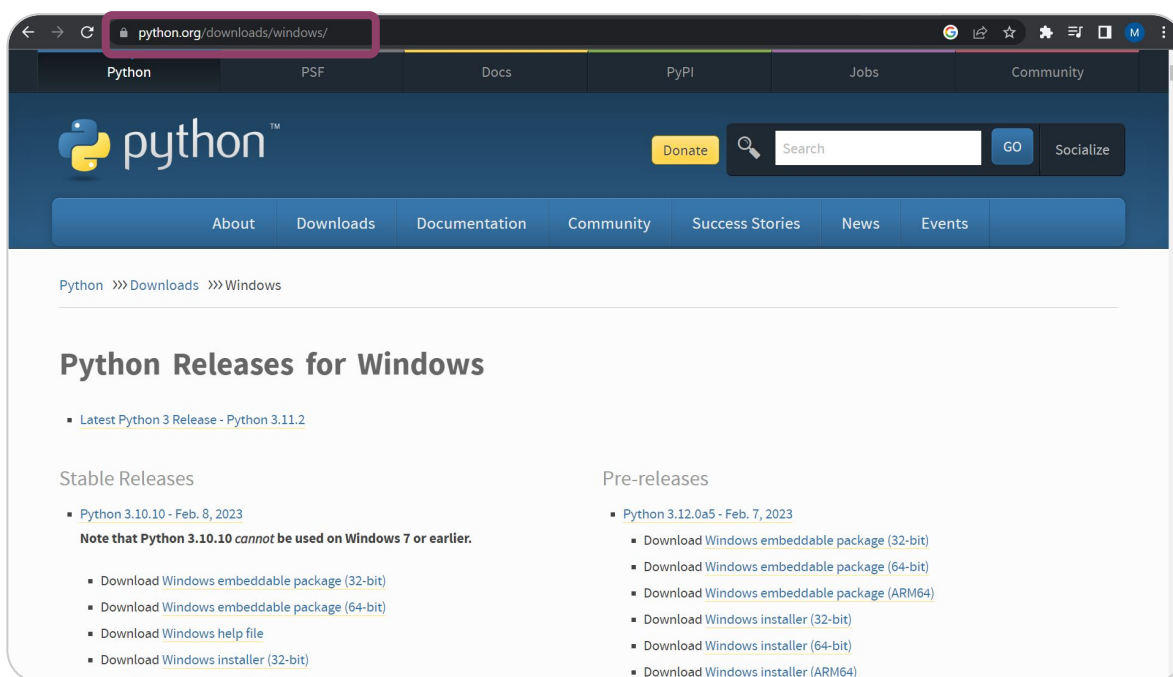 python.org/downloads/windows/
M
Python PSF Docs PyPI Jobs Community
python™
Donate Search GO Socialize
About Downloads Documentation Community Success Stories News Events
Python >>> Downloads >>> Windows
Python Releases for Windows
Latest Python 3 Release - Python 3.11.2
Stable Releases
Python 3.10.10 - Feb. 8, 2023
Note that Python 3.10.10 cannot be used on Windows 7 or earlier.
Download Windows embeddable package (32-bit)
Download Windows embeddable package (64-bit)
Download Windows help file
Download Windows installer (32-bit)
Pre-releases
Python 3.12.0a5 - Feb. 7, 2023
Download Windows embeddable package (32-bit)
Download Windows embeddable package (64-bit)
Download Windows embeddable package (ARM64)
Download Windows installer (32-bit)
Download Windows installer (64-bit)
Download Windows installer (ARM64)